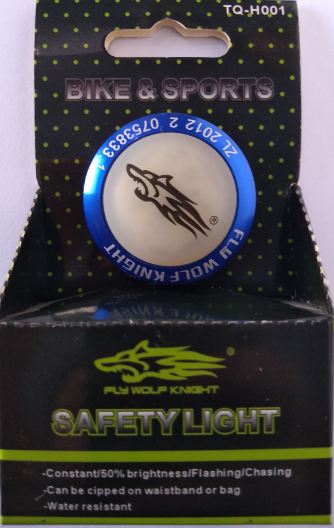 TQ-H001
BIKE & SPORTS
ZL 2012 2 0753833.1
FLY WOLF KNIGHT
®
®
FLY WOLF KNIGHT
SAFETY LIGHT
-Constant/50% brightness/Flashing/Chasing
-Can be cipped on waistband or bag
-Water resistant